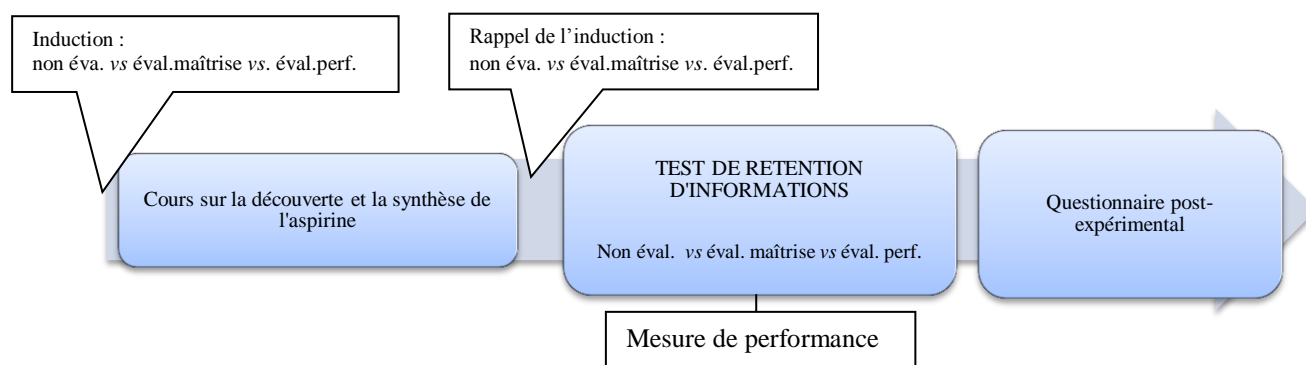 Induction :
non éva. vs éval.maîtrise vs. éval.perf.
Rappel de l’induction :
non éva. vs éval.maîtrise vs. éval.perf.
Cours sur la découverte et la synthèse de
l'aspirine
TEST DE RETENTION
D'INFORMATIONS
Non éval. vs éval. maîtrise vs éval. perf.
Mesure de performance
Questionnaire post-
expérimental